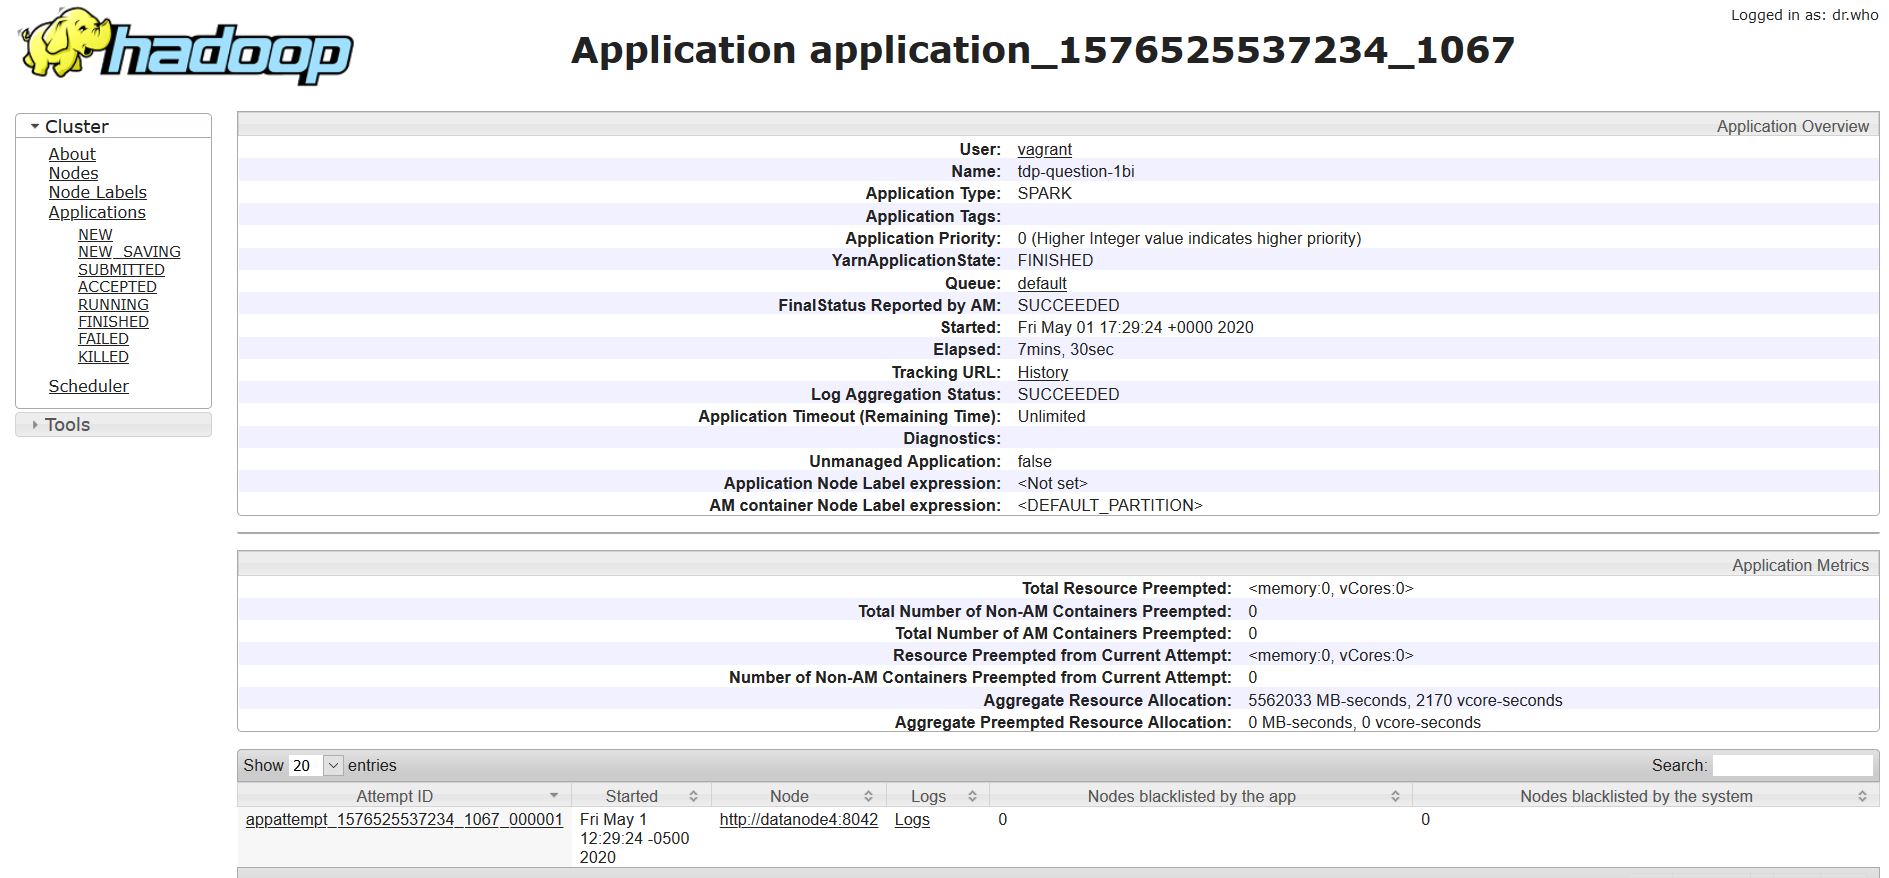 hadoop
Logged in as: dr.who
Application application_1576525537234_1067
Cluster
About
Nodes
Node Labels
Applications
NEW
NEW_SAVING
SUBMITTED
ACCEPTED
RUNNING
FINISHED
FAILED
KILLED
Scheduler
Tools
Application Overview
User: vagrant
Name: tdp-question-1bi
Application Type: SPARK
Application Tags:
Application Priority: 0 (Higher Integer value indicates higher priority)
YarnApplicationState: FINISHED
Queue: default
FinalStatus Reported by AM: SUCCEEDED
Started: Fri May 01 17:29:24 +0000 2020
Elapsed: 7mins, 30sec
Tracking URL: History
Log Aggregation Status: SUCCEEDED
Application Timeout (Remaining Time): Unlimited
Diagnostics:
Unmanaged Application: false
Application Node Label expression: <Not set>
AM container Node Label expression: <DEFAULT_PARTITION>
Application Metrics
Total Resource Preempted: <memory:0, vCores:0>
Total Number of Non-AM Containers Preempted: 0
Total Number of AM Containers Preempted: 0
Resource Preempted from Current Attempt: <memory:0, vCores:0>
Number of Non-AM Containers Preempted from Current Attempt: 0
Aggregate Resource Allocation: 5562033 MB-seconds, 2170 vcore-seconds
Aggregate Preempted Resource Allocation: 0 MB-seconds, 0 vcore-seconds
Show 20 entries Search:
Attempt ID Started Node Logs Nodes blacklisted by the app Nodes blacklisted by the system
appattempt_1576525537234_1067_000001 Fri May 1 http://datanode4:8042 Logs 0 0
12:29:24 -0500
2020